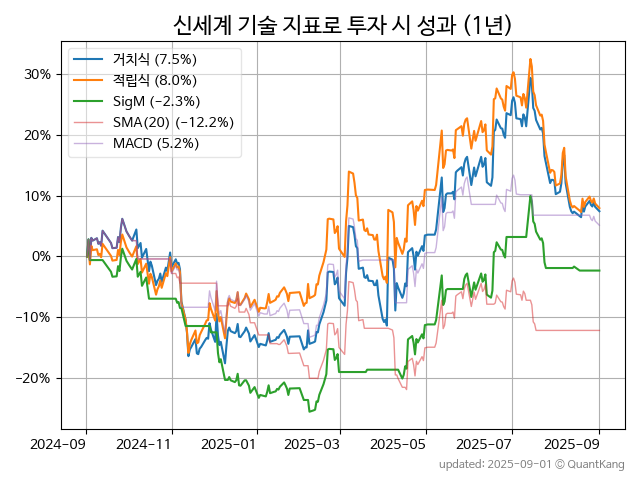 신세계 기술 지표로 투자 시 성과 (1년)
거치식 (7.5%)
적립식 (8.0%)
SigM (−2.3%)
SMA(20) (−12.2%)
MACD (5.2%)
30%
20%
10%
0%
−10%
−20%
2024-09
2024-11
2025-01
2025-03
2025-05
2025-07
2025-09
updated: 2025-09-01 © QuantKang